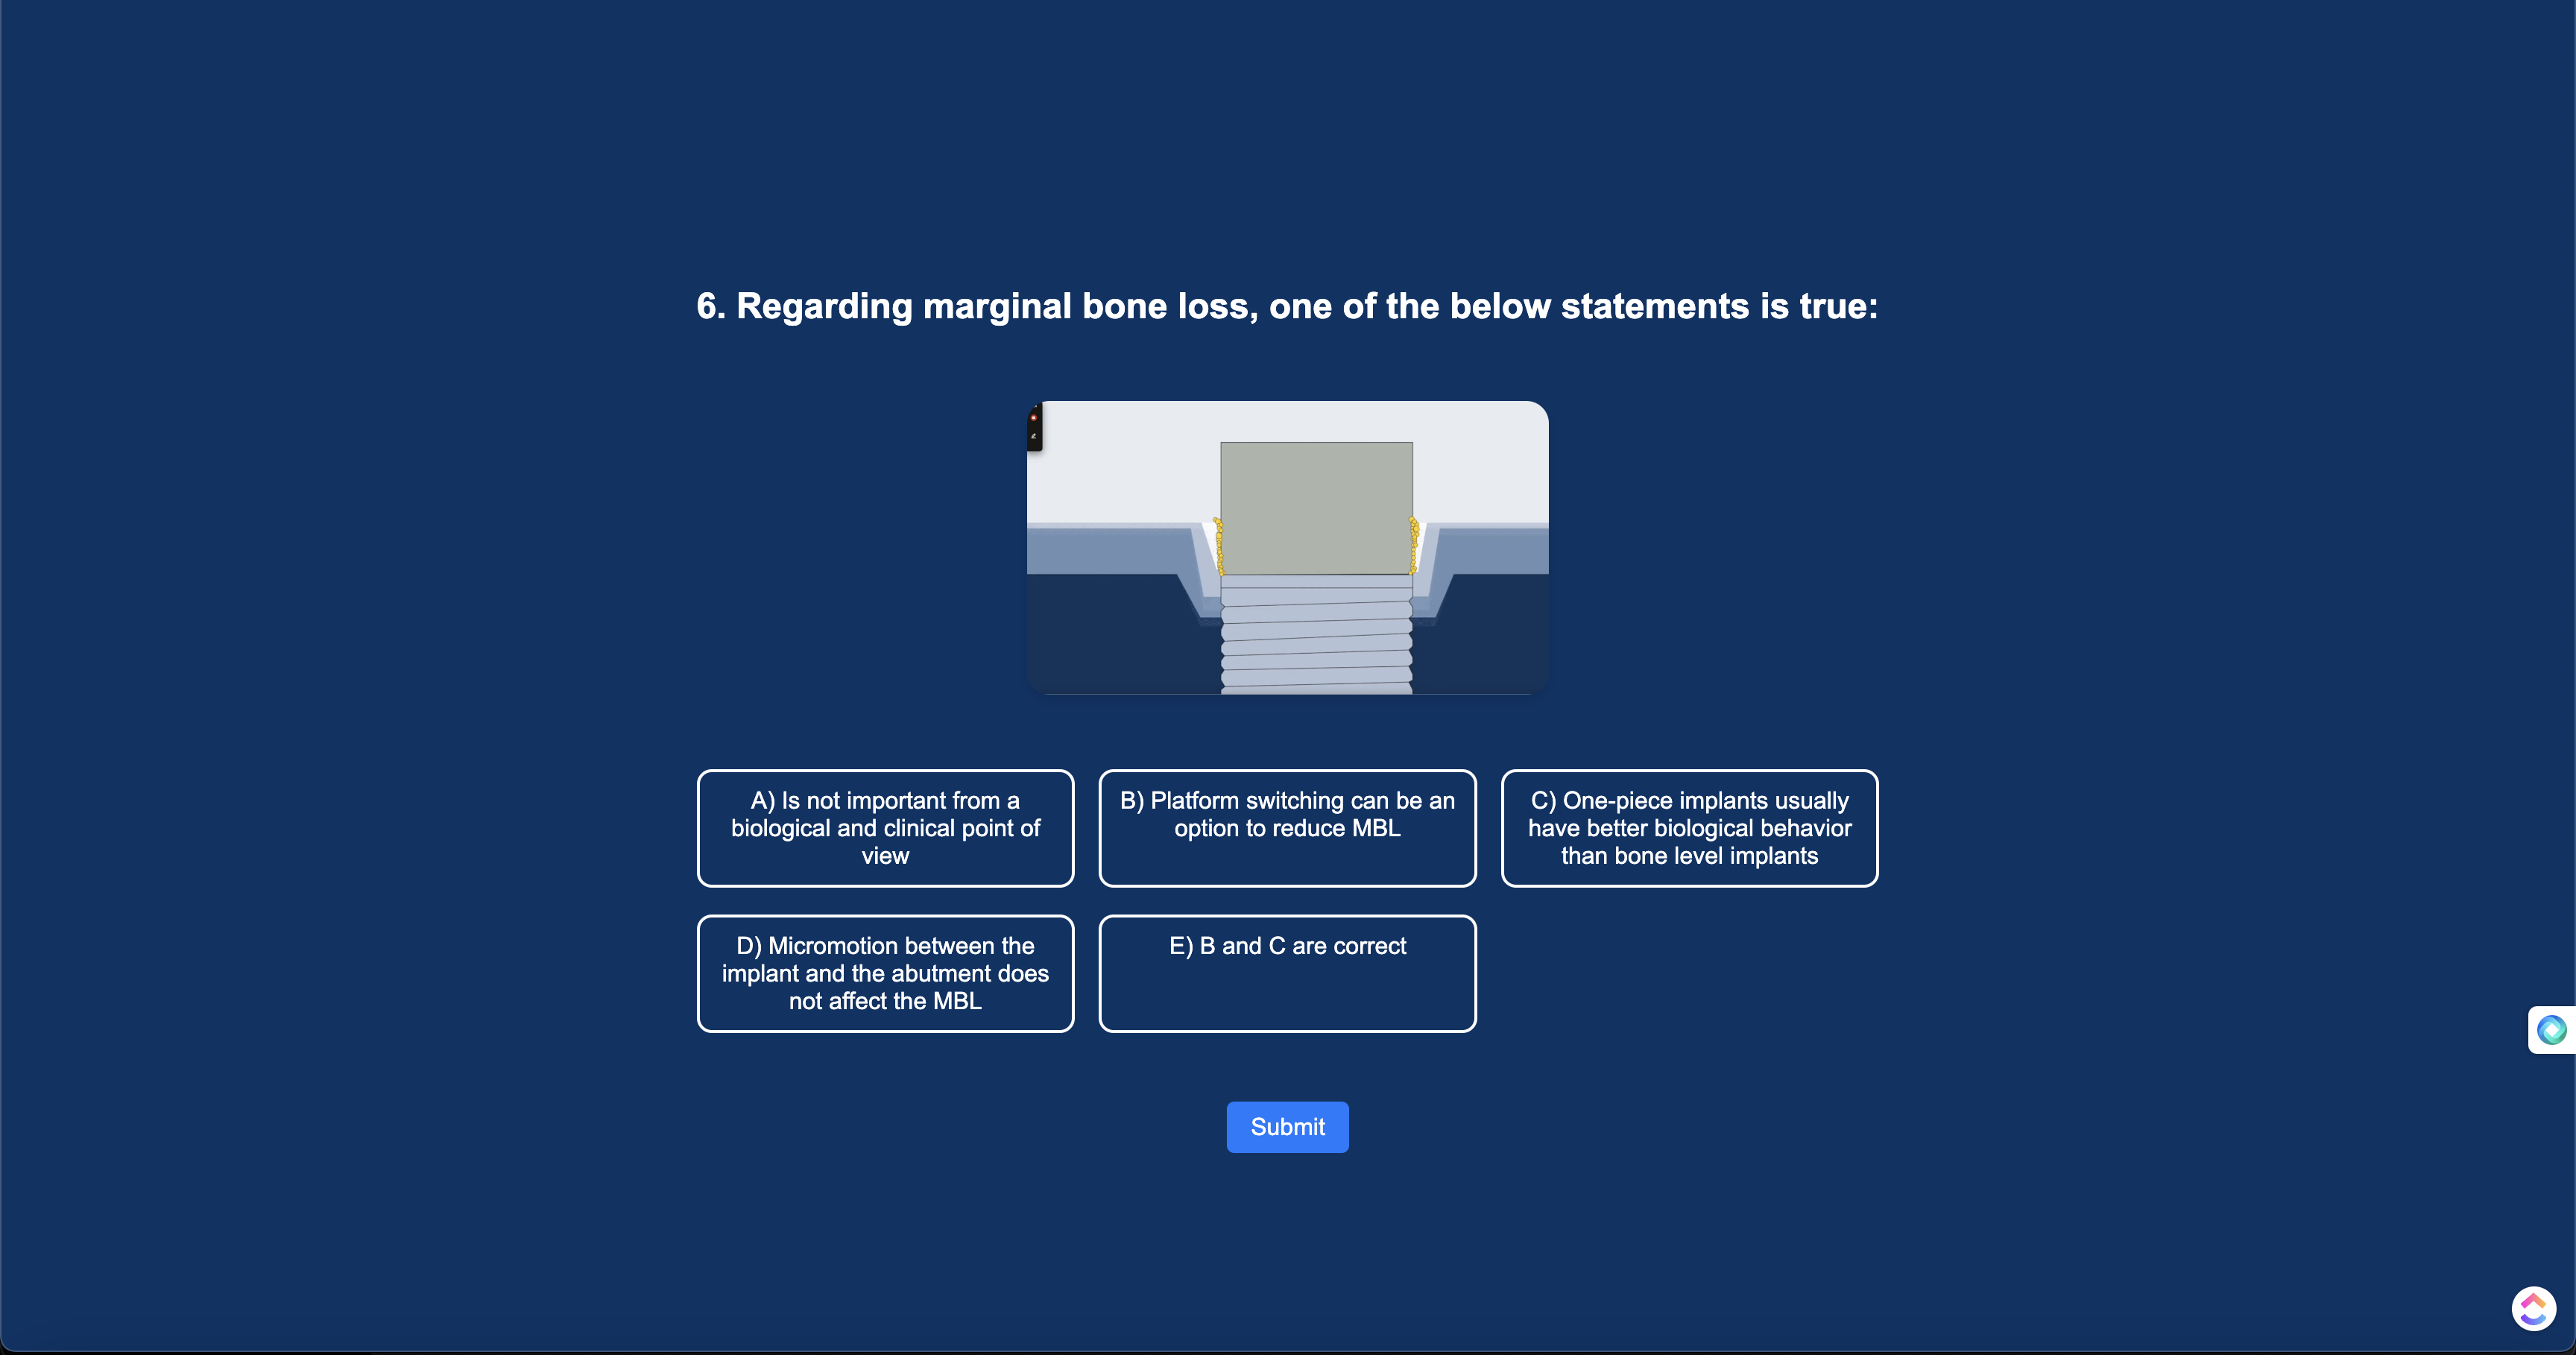 6. Regarding marginal bone loss, one of the below statements is true:
A) Is not important from a
biological and clinical point of
view
B) Platform switching can be an
option to reduce MBL
C) One-piece implants usually
have better biological behavior
than bone level implants
D) Micromotion between the
implant and the abutment does
not affect the MBL
E) B and C are correct
Submit